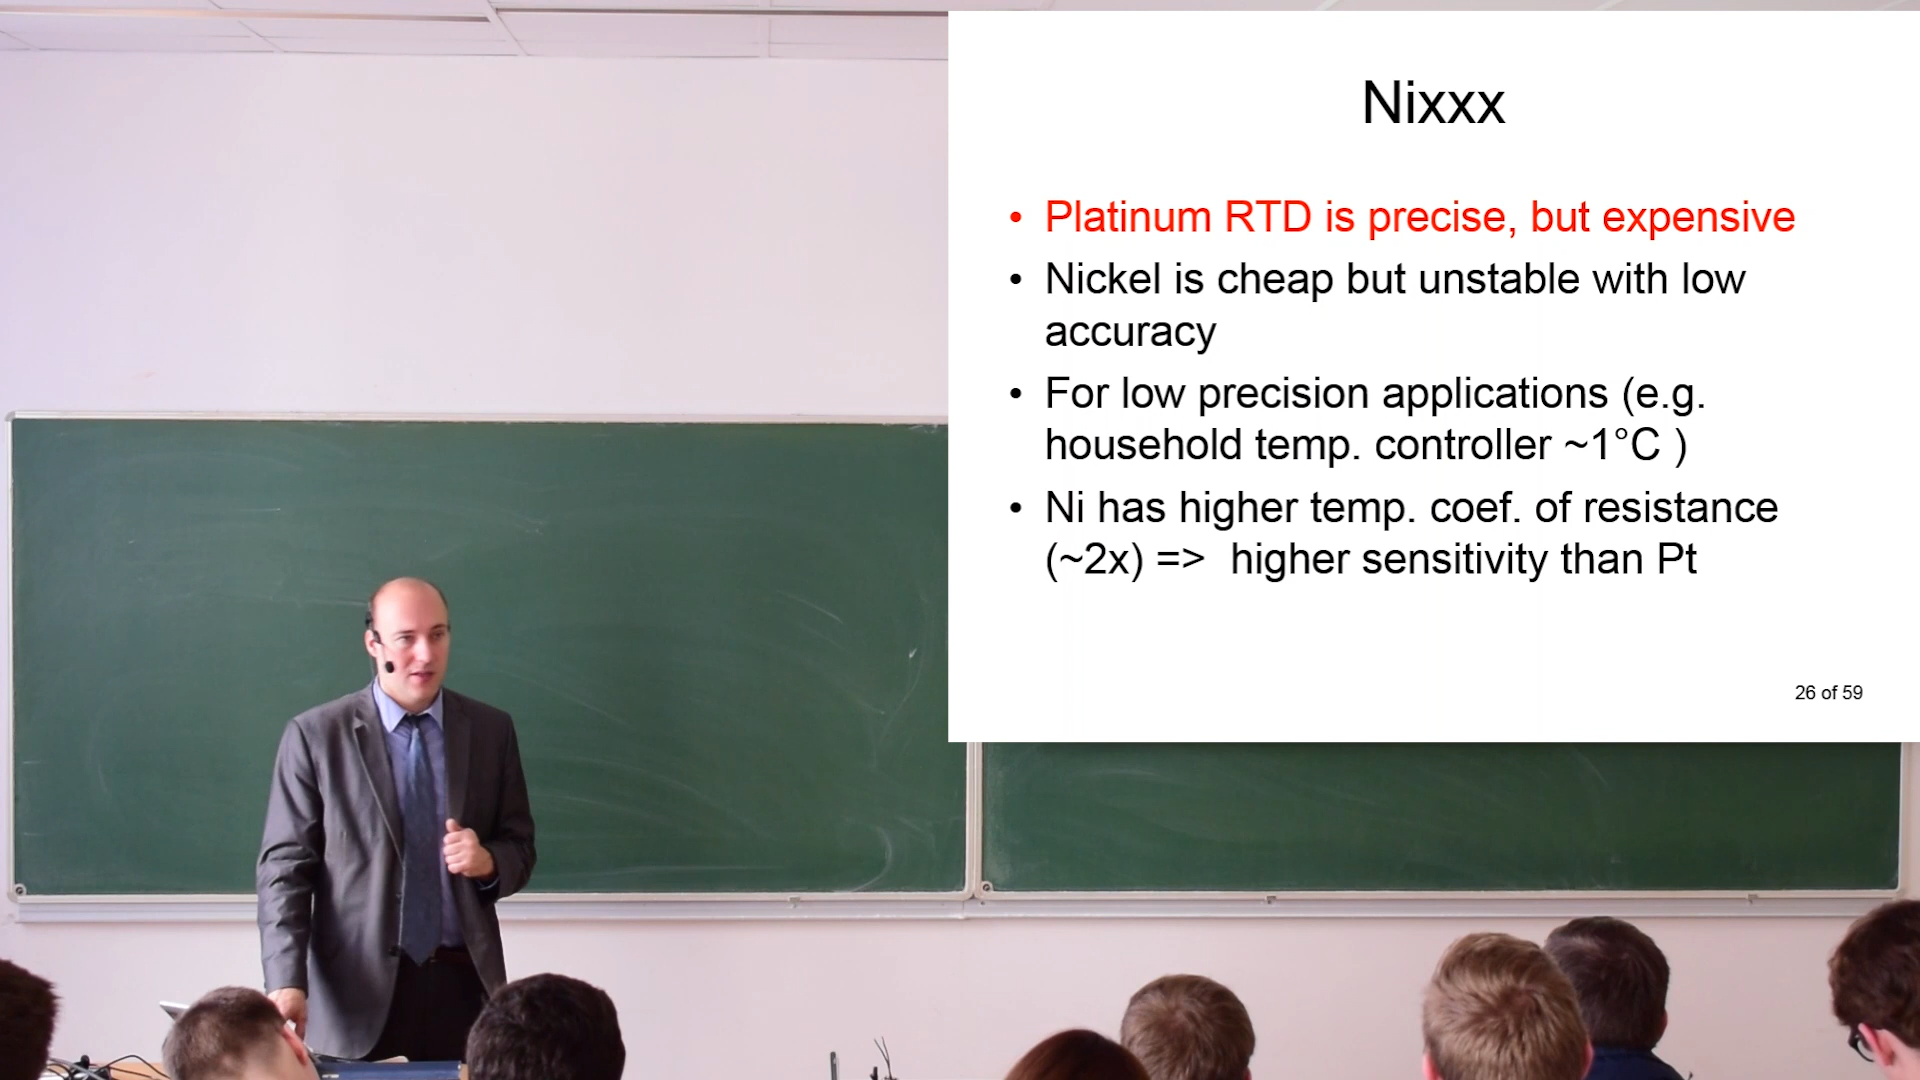 Nixxx
• Platinum RTD is precise, but expensive
• Nickel is cheap but unstable with low
accuracy
• For low precision applications (e.g.
household temp. controller ~1°C )
• Ni has higher temp. coef. of resistance
(~2x) =>  higher sensitivity than Pt
26 of 59